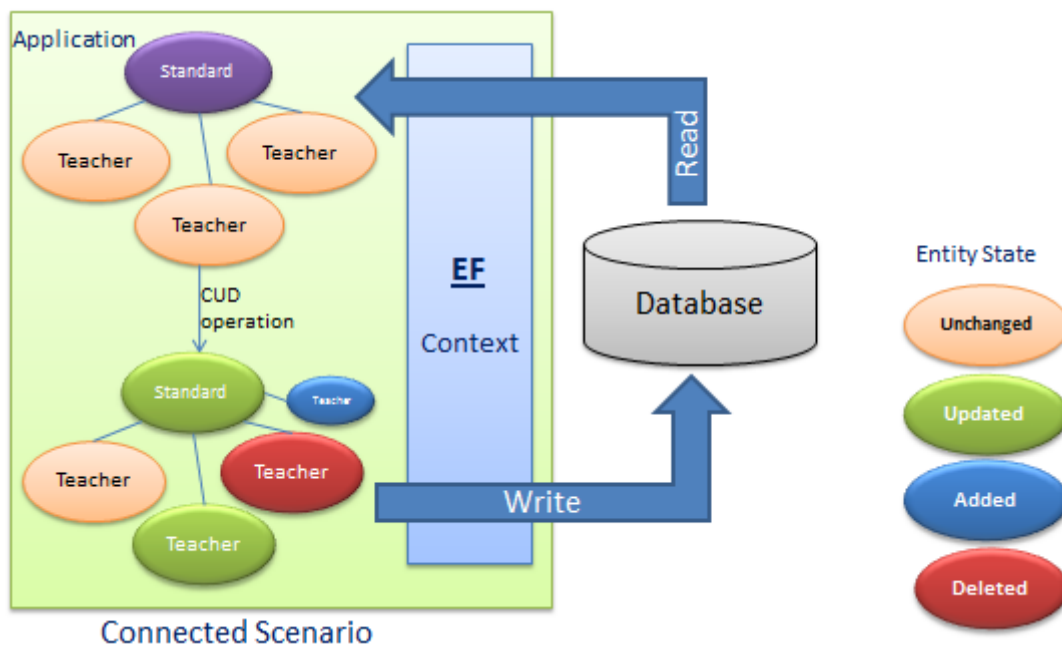 Application
Standard
Teacher
Teacher
Teacher
CUD
operation
Standard
Teacher
Teacher
Teacher
Teacher
EF
Context
Read
Database
Write
Entity State
Unchanged
Updated
Added
Deleted
Connected Scenario